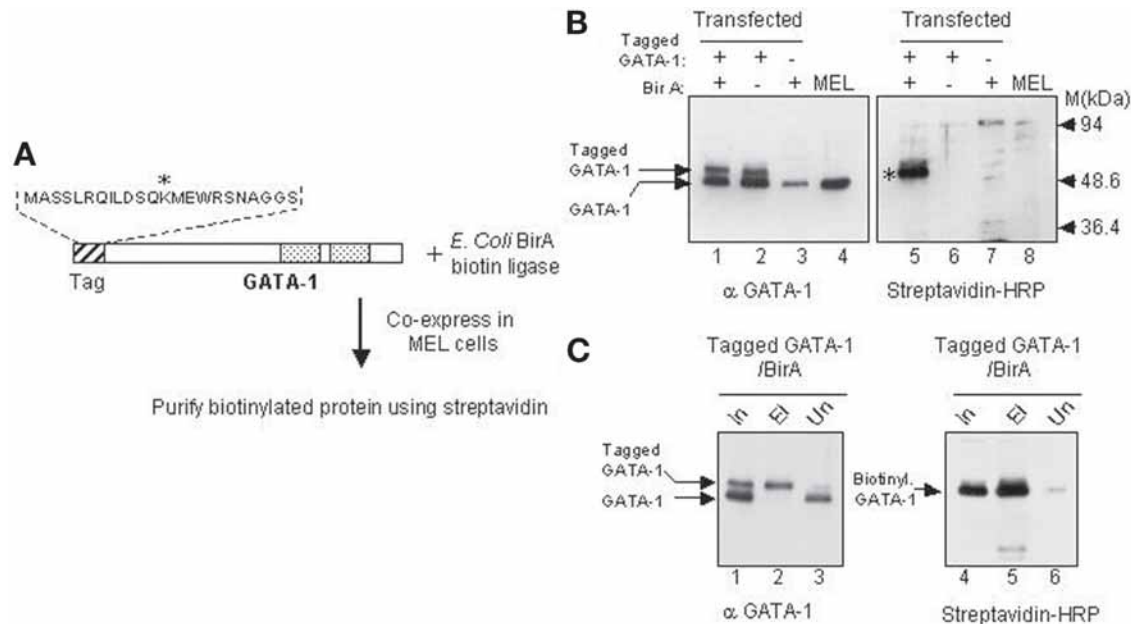 A
*
MASSLRQILDSQKMEWRSNAGGS
Tag
GATA-1
+ E. Coli BirA
biotin ligase
Co-express in
MEL cells
Purify biotinylated protein using streptavidin
B
Transfected
Transfected
Tagged
GATA-1:
+ + -
+ + -
BirA:
+ - + MEL
+ - + MEL
M(kDa)
94
48.6
36.4
Tagged
GATA-1
GATA-1
*
1 2 3 4
5 6 7 8
α GATA-1
Streptavidin-HRP
C
Tagged GATA-1
/BirA
Tagged GATA-1
/BirA
In El Un
In El Un
Tagged
GATA-1
GATA-1
Biotinyl.
GATA-1
1 2 3
4 5 6
α GATA-1
Streptavidin-HRP